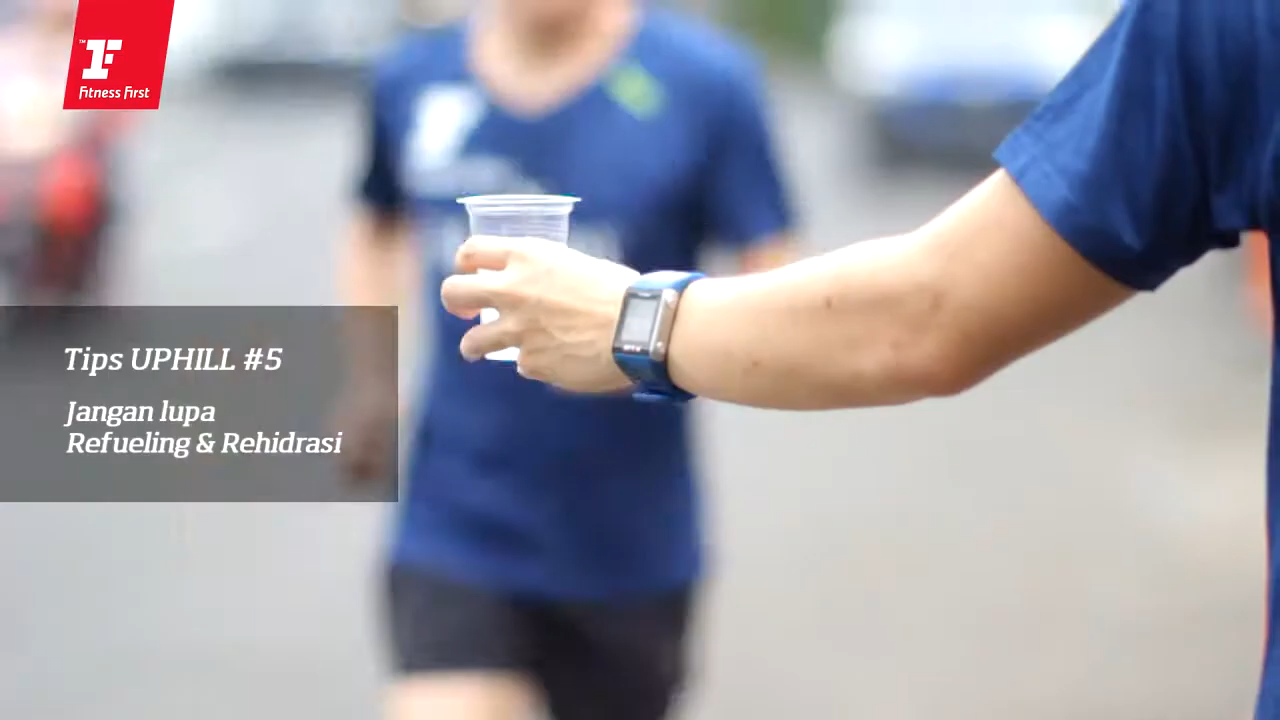 Fitness First
Tips UPHILL #5
Jangan lupa
Refueling & Rehidrasi